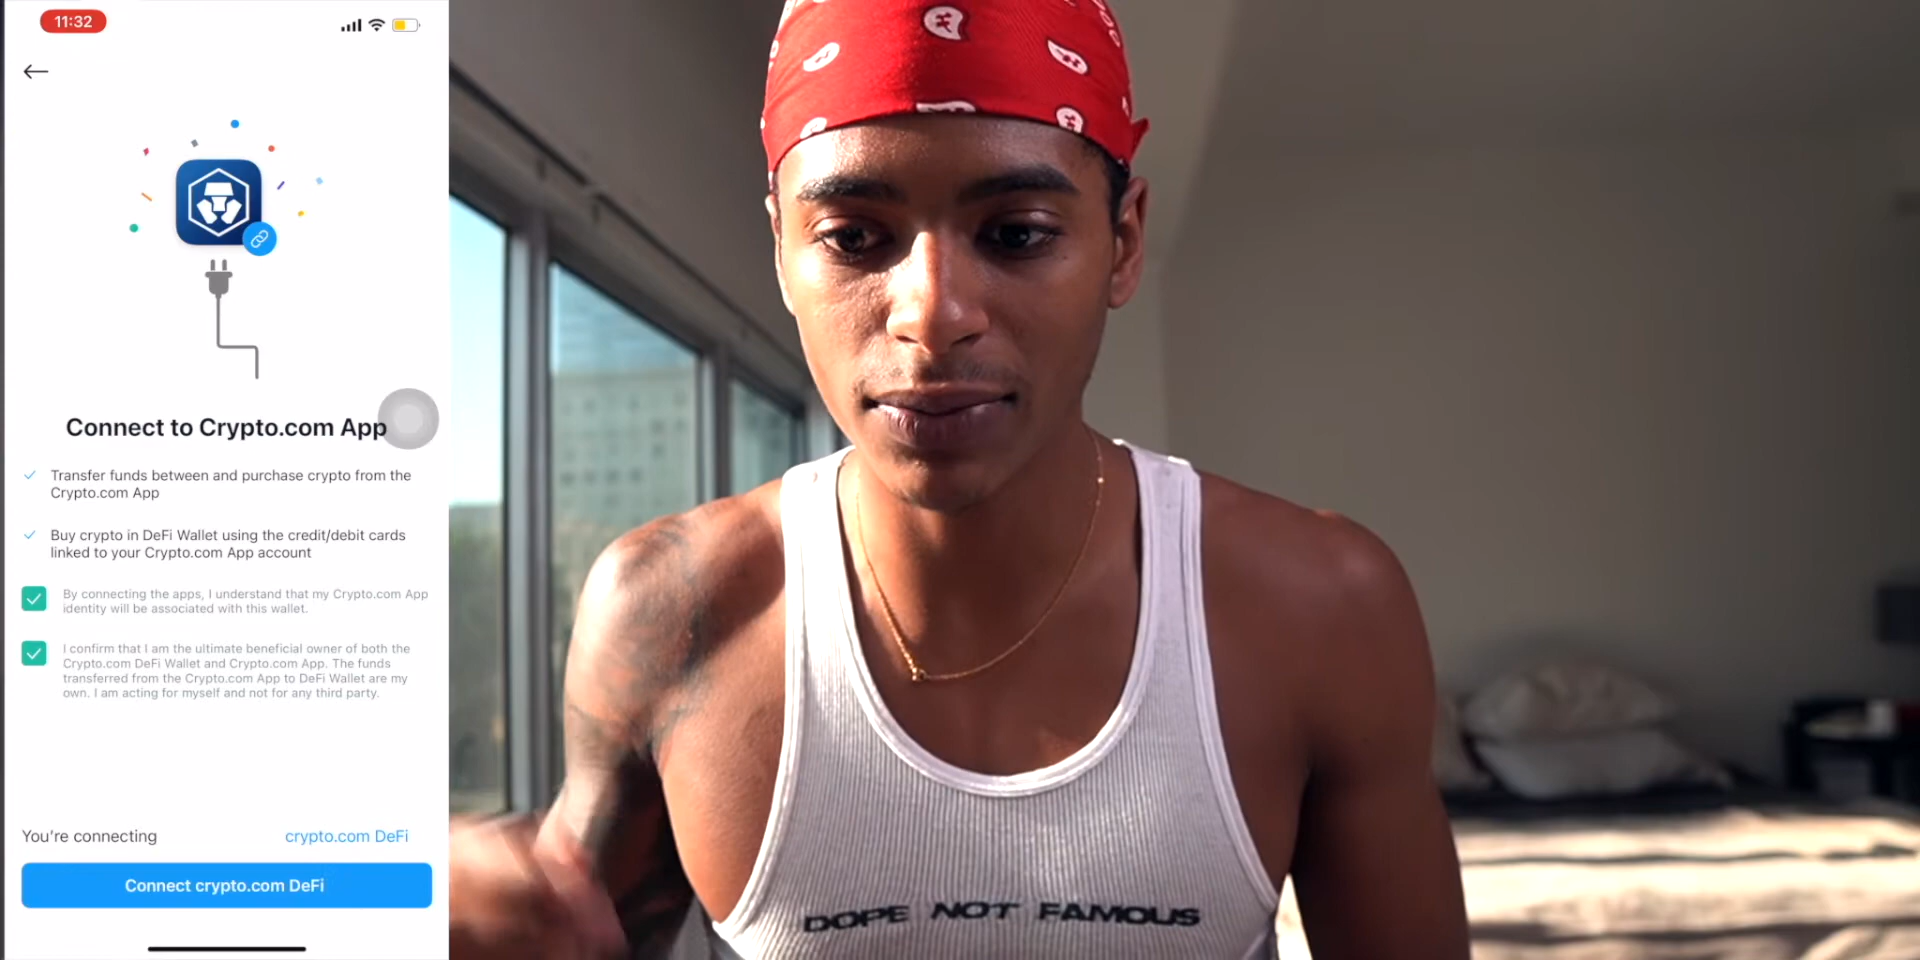 11:32
Connect to Crypto.com App
Transfer funds between and purchase crypto from the
Crypto.com App
Buy crypto in DeFi Wallet using the credit/debit cards
linked to your Crypto.com App account
By connecting the apps, I understand that my Crypto.com App
identity will be associated with this wallet.
I confirm that I am the ultimate beneficial owner of both the
Crypto.com DeFi Wallet and Crypto.com App. The funds
transferred from the Crypto.com App to DeFi Wallet are my
own. I am acting for myself and not for any third party.
You're connecting
crypto.com DeFi
Connect crypto.com DeFi
DOPE NOT FAMOUS